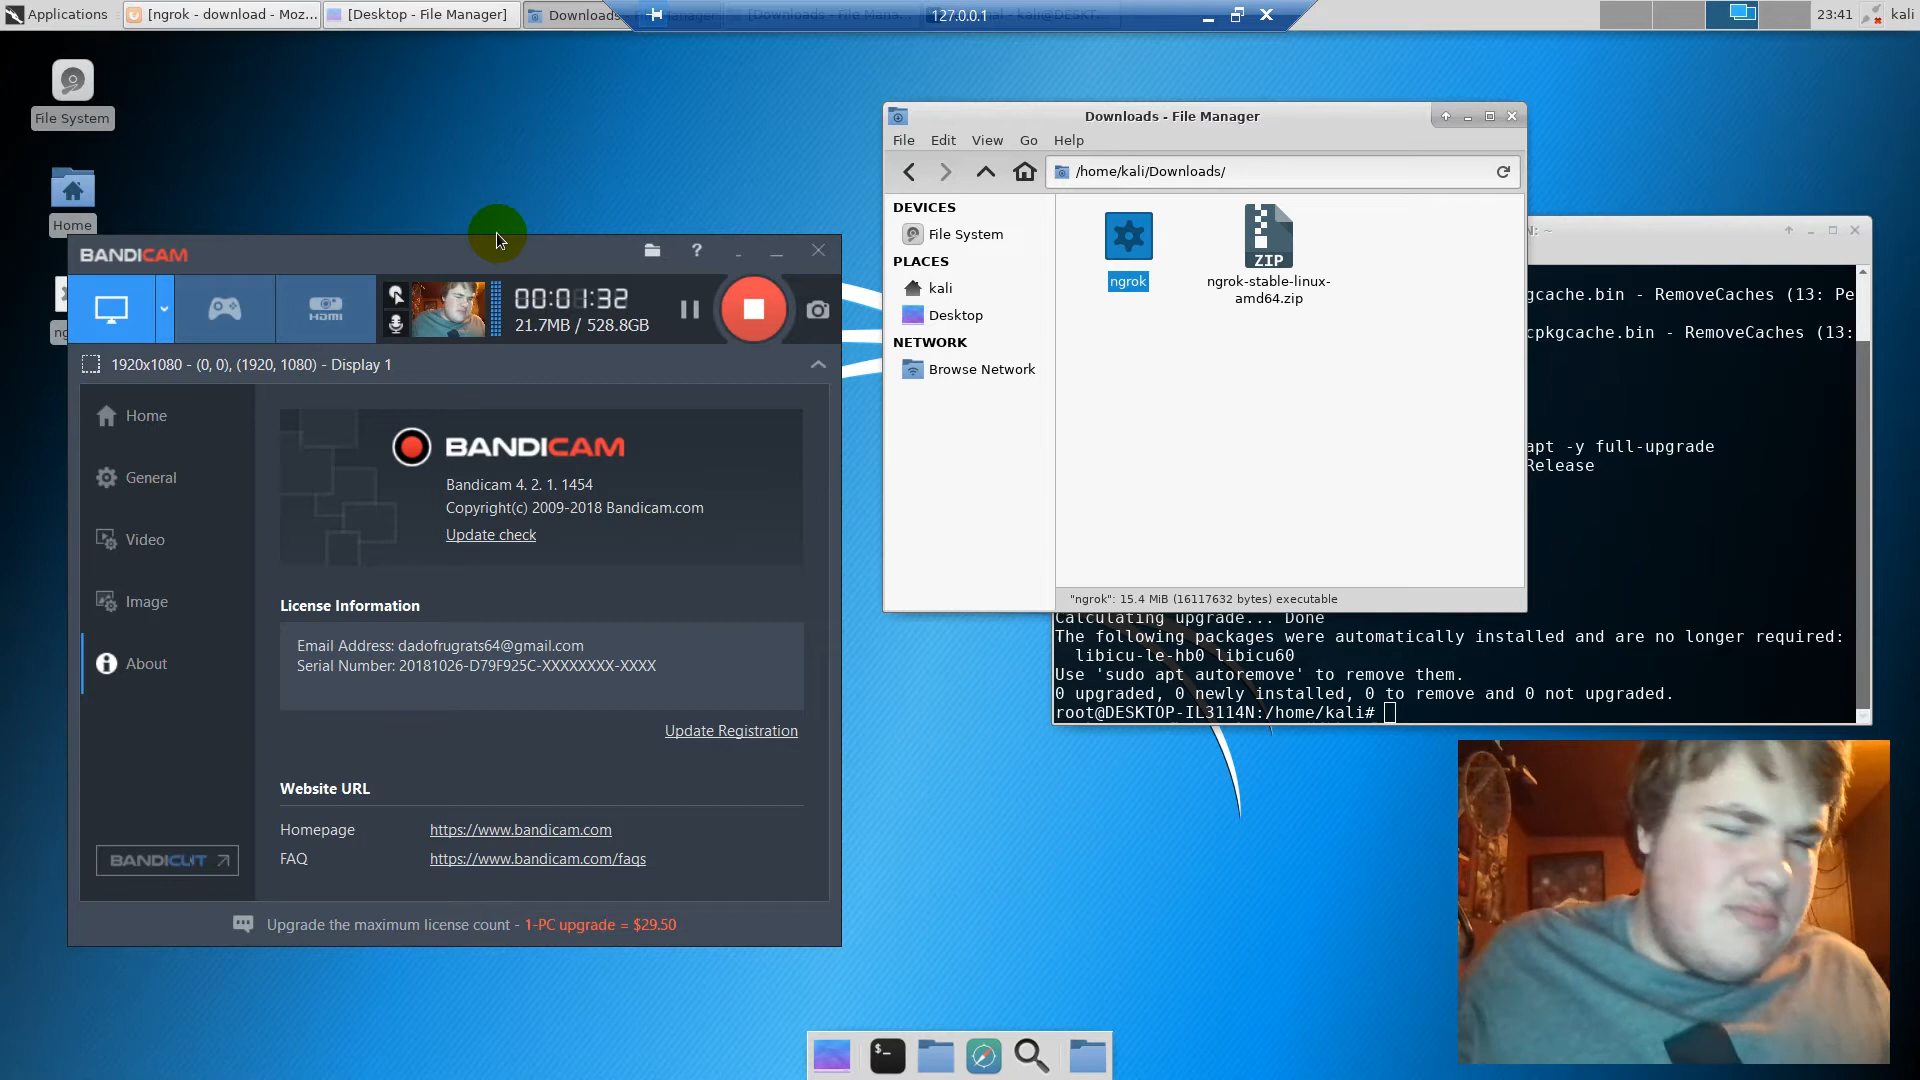 Applications
[ngrok - download - Moz...
[Desktop - File Manager]
Downloads - File Manager
[Downloads - File Mana...
127.0.0.1
23:41
kali
File System
Home
ng
BANDICAM
?
HDMI
00:01:32
21.7MB / 528.8GB
1920x1080 - (0, 0), (1920, 1080) - Display 1
Home
General
Video
Image
About
BANDICUT
BANDICAM
Bandicam 4. 2. 1. 1454
Copyright(c) 2009-2018 Bandicam.com
Update check
License Information
Email Address: dadofrugrats64@gmail.com
Serial Number: 20181026-D79F925C-XXXXXXXX-XXXX
Update Registration
Website URL
Homepage https://www.bandicam.com
FAQ https://www.bandicam.com/faqs
Upgrade the maximum license count - 1-PC upgrade = $29.50
Downloads - File Manager
File Edit View Go Help
/home/kali/Downloads/
DEVICES
File System
PLACES
kali
Desktop
NETWORK
Browse Network
ngrok
ZIP
ngrok-stable-linux-
amd64.zip
"ngrok": 15.4 MiB (16117632 bytes) executable
N: ~
gcache.bin - RemoveCaches (13: Pe
cpkgcache.bin - RemoveCaches (13:
apt -y full-upgrade
Release
Calculating upgrade... Done
The following packages were automatically installed and are no longer required:
libicu-le-hb0 libicu60
Use 'sudo apt autoremove' to remove them.
0 upgraded, 0 newly installed, 0 to remove and 0 not upgraded.
root@DESKTOP-IL3114N:/home/kali#
$_